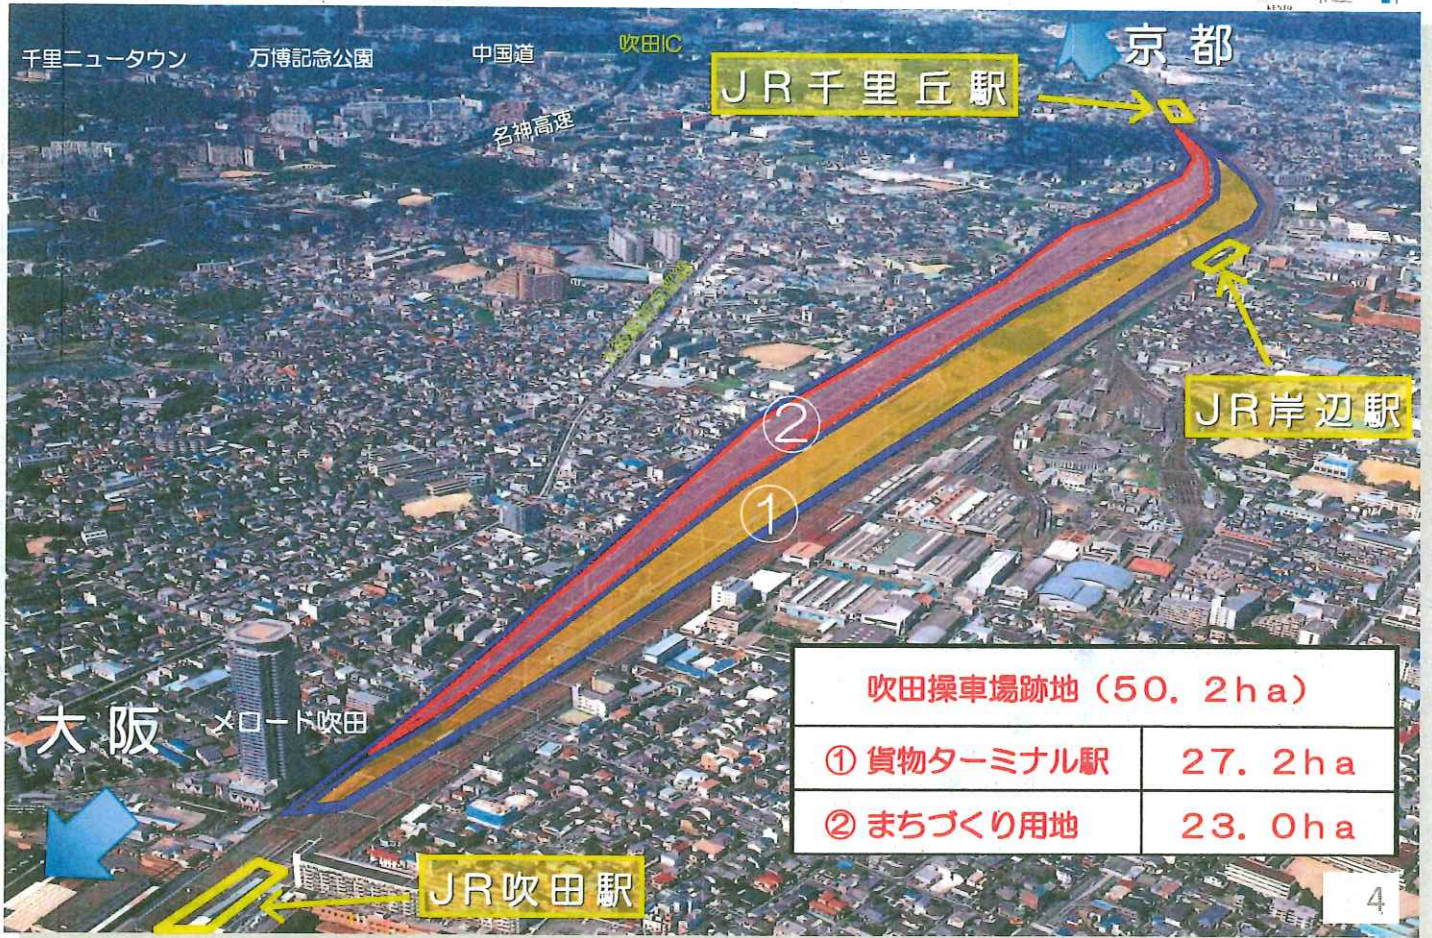 千里ニュータウン
万博記念公園
中国道
吹田IC
京都
JR千里丘駅
名神高速
JR岸辺駅
②
①
大阪
メロード吹田
吹田操車場跡地（50．2ha）
① 貨物ターミナル駅 27．2ha
② まちづくり用地 23．0ha
JR吹田駅
4